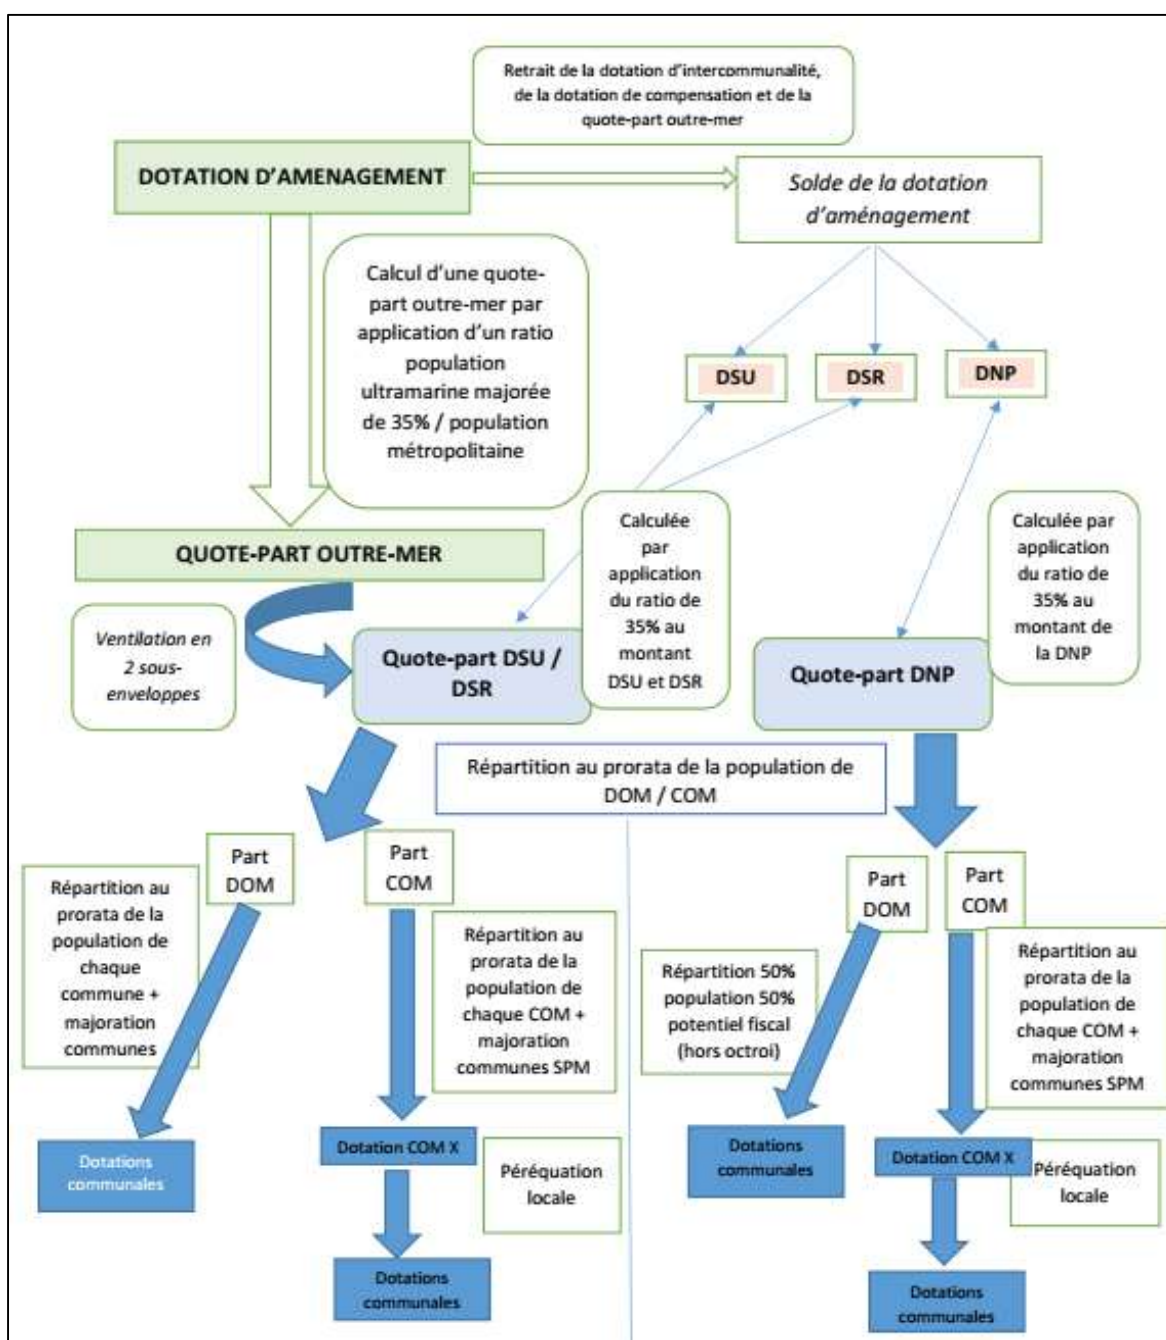 Retrait de la dotation d'intercommunalité,
de la dotation de compensation et de la
quote-part outre-mer
DOTATION D'AMENAGEMENT
Solde de la dotation
d'aménagement
Calcul d'une quote-
part outre-mer par
application d'un ratio
population
ultramarine majorée
de 35% / population
métropolitaine
DSU
DSR
DNP
QUOTE-PART OUTRE-MER
Calculée
par
application
du ratio de
35% au
montant
DSU et DSR
Calculée par
application
du ratio de
35% au
montant de
la DNP
Ventilation en
2 sous-
enveloppes
Quote-part DSU /
DSR
Quote-part DNP
Répartition au prorata de la population de
DOM / COM
Part
DOM
Part
COM
Répartition au
prorata de la
population de
chaque
commune +
majoration
communes
Répartition au
prorata de la
population de
chaque COM +
majoration
communes SPM
Part
DOM
Part
COM
Répartition 50%
population 50%
potentiel fiscal
(hors octroi)
Répartition au
prorata de la
population de
chaque COM +
majoration
communes SPM
Dotations
communales
Dotation COM X
Péréquation
locale
Dotations
communales
Dotations
communales
Dotation COM X
Péréquation
locale
Dotations
communales